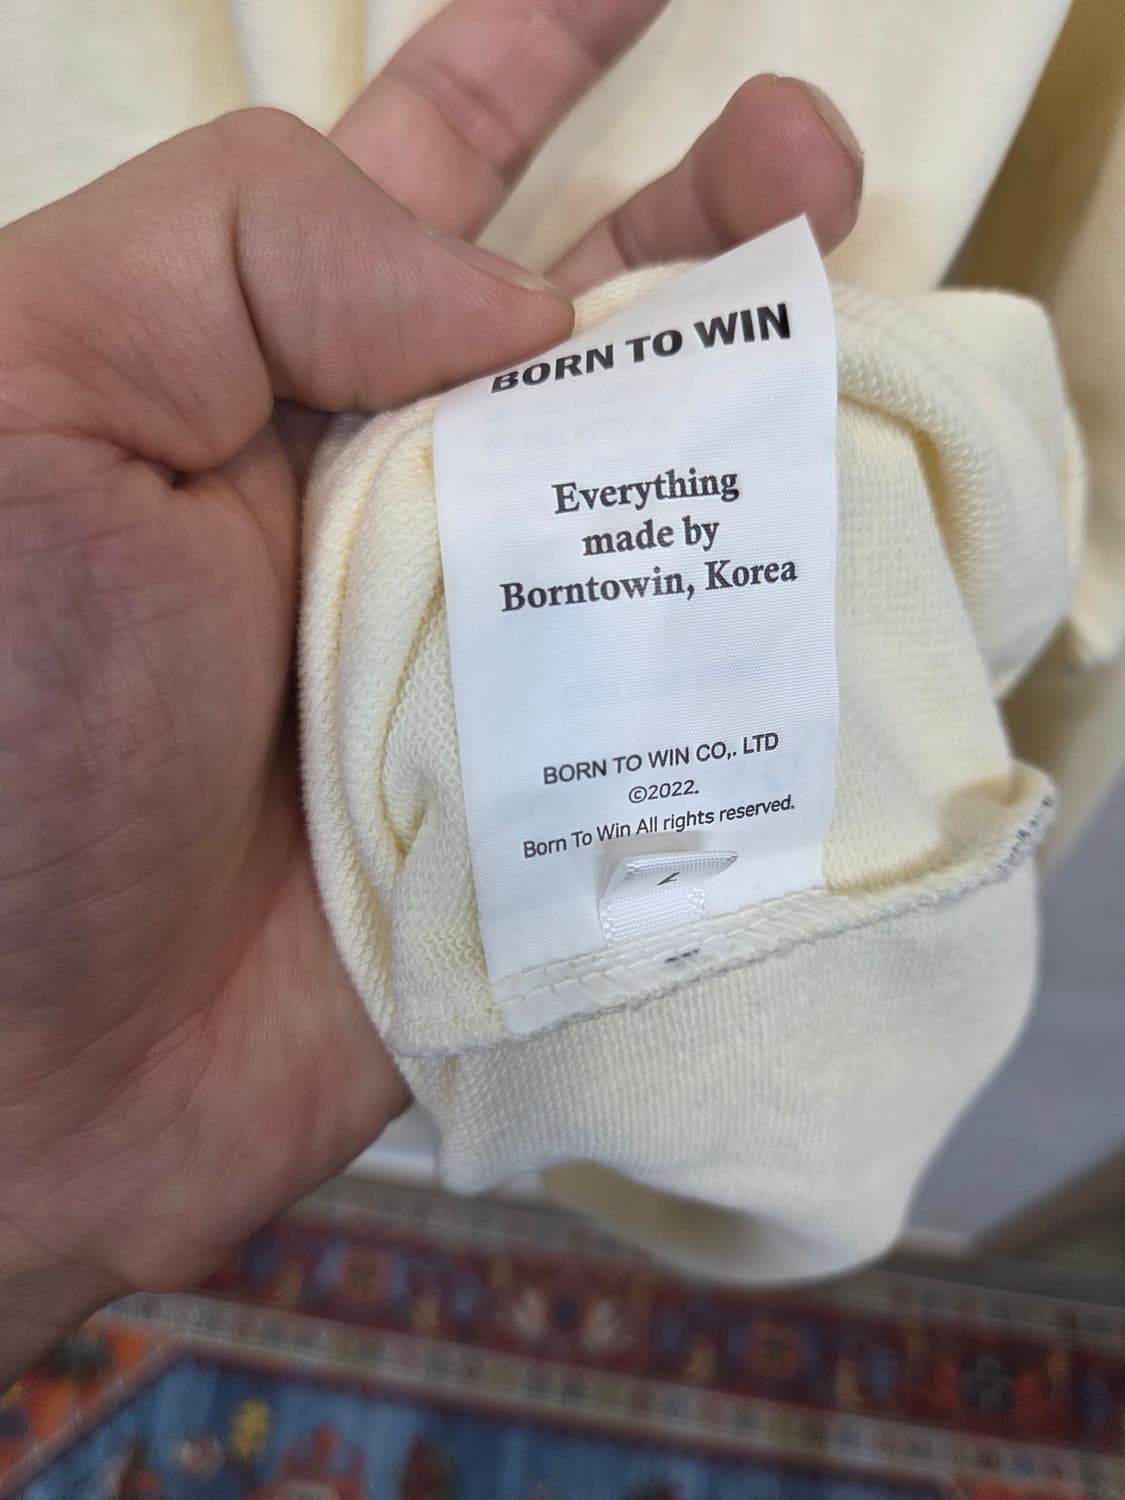 BORN TO WIN
Everything
made by
Borntowin, Korea
BORN TO WIN CO,. LTD
©2022.
Born To Win All rights reserved.